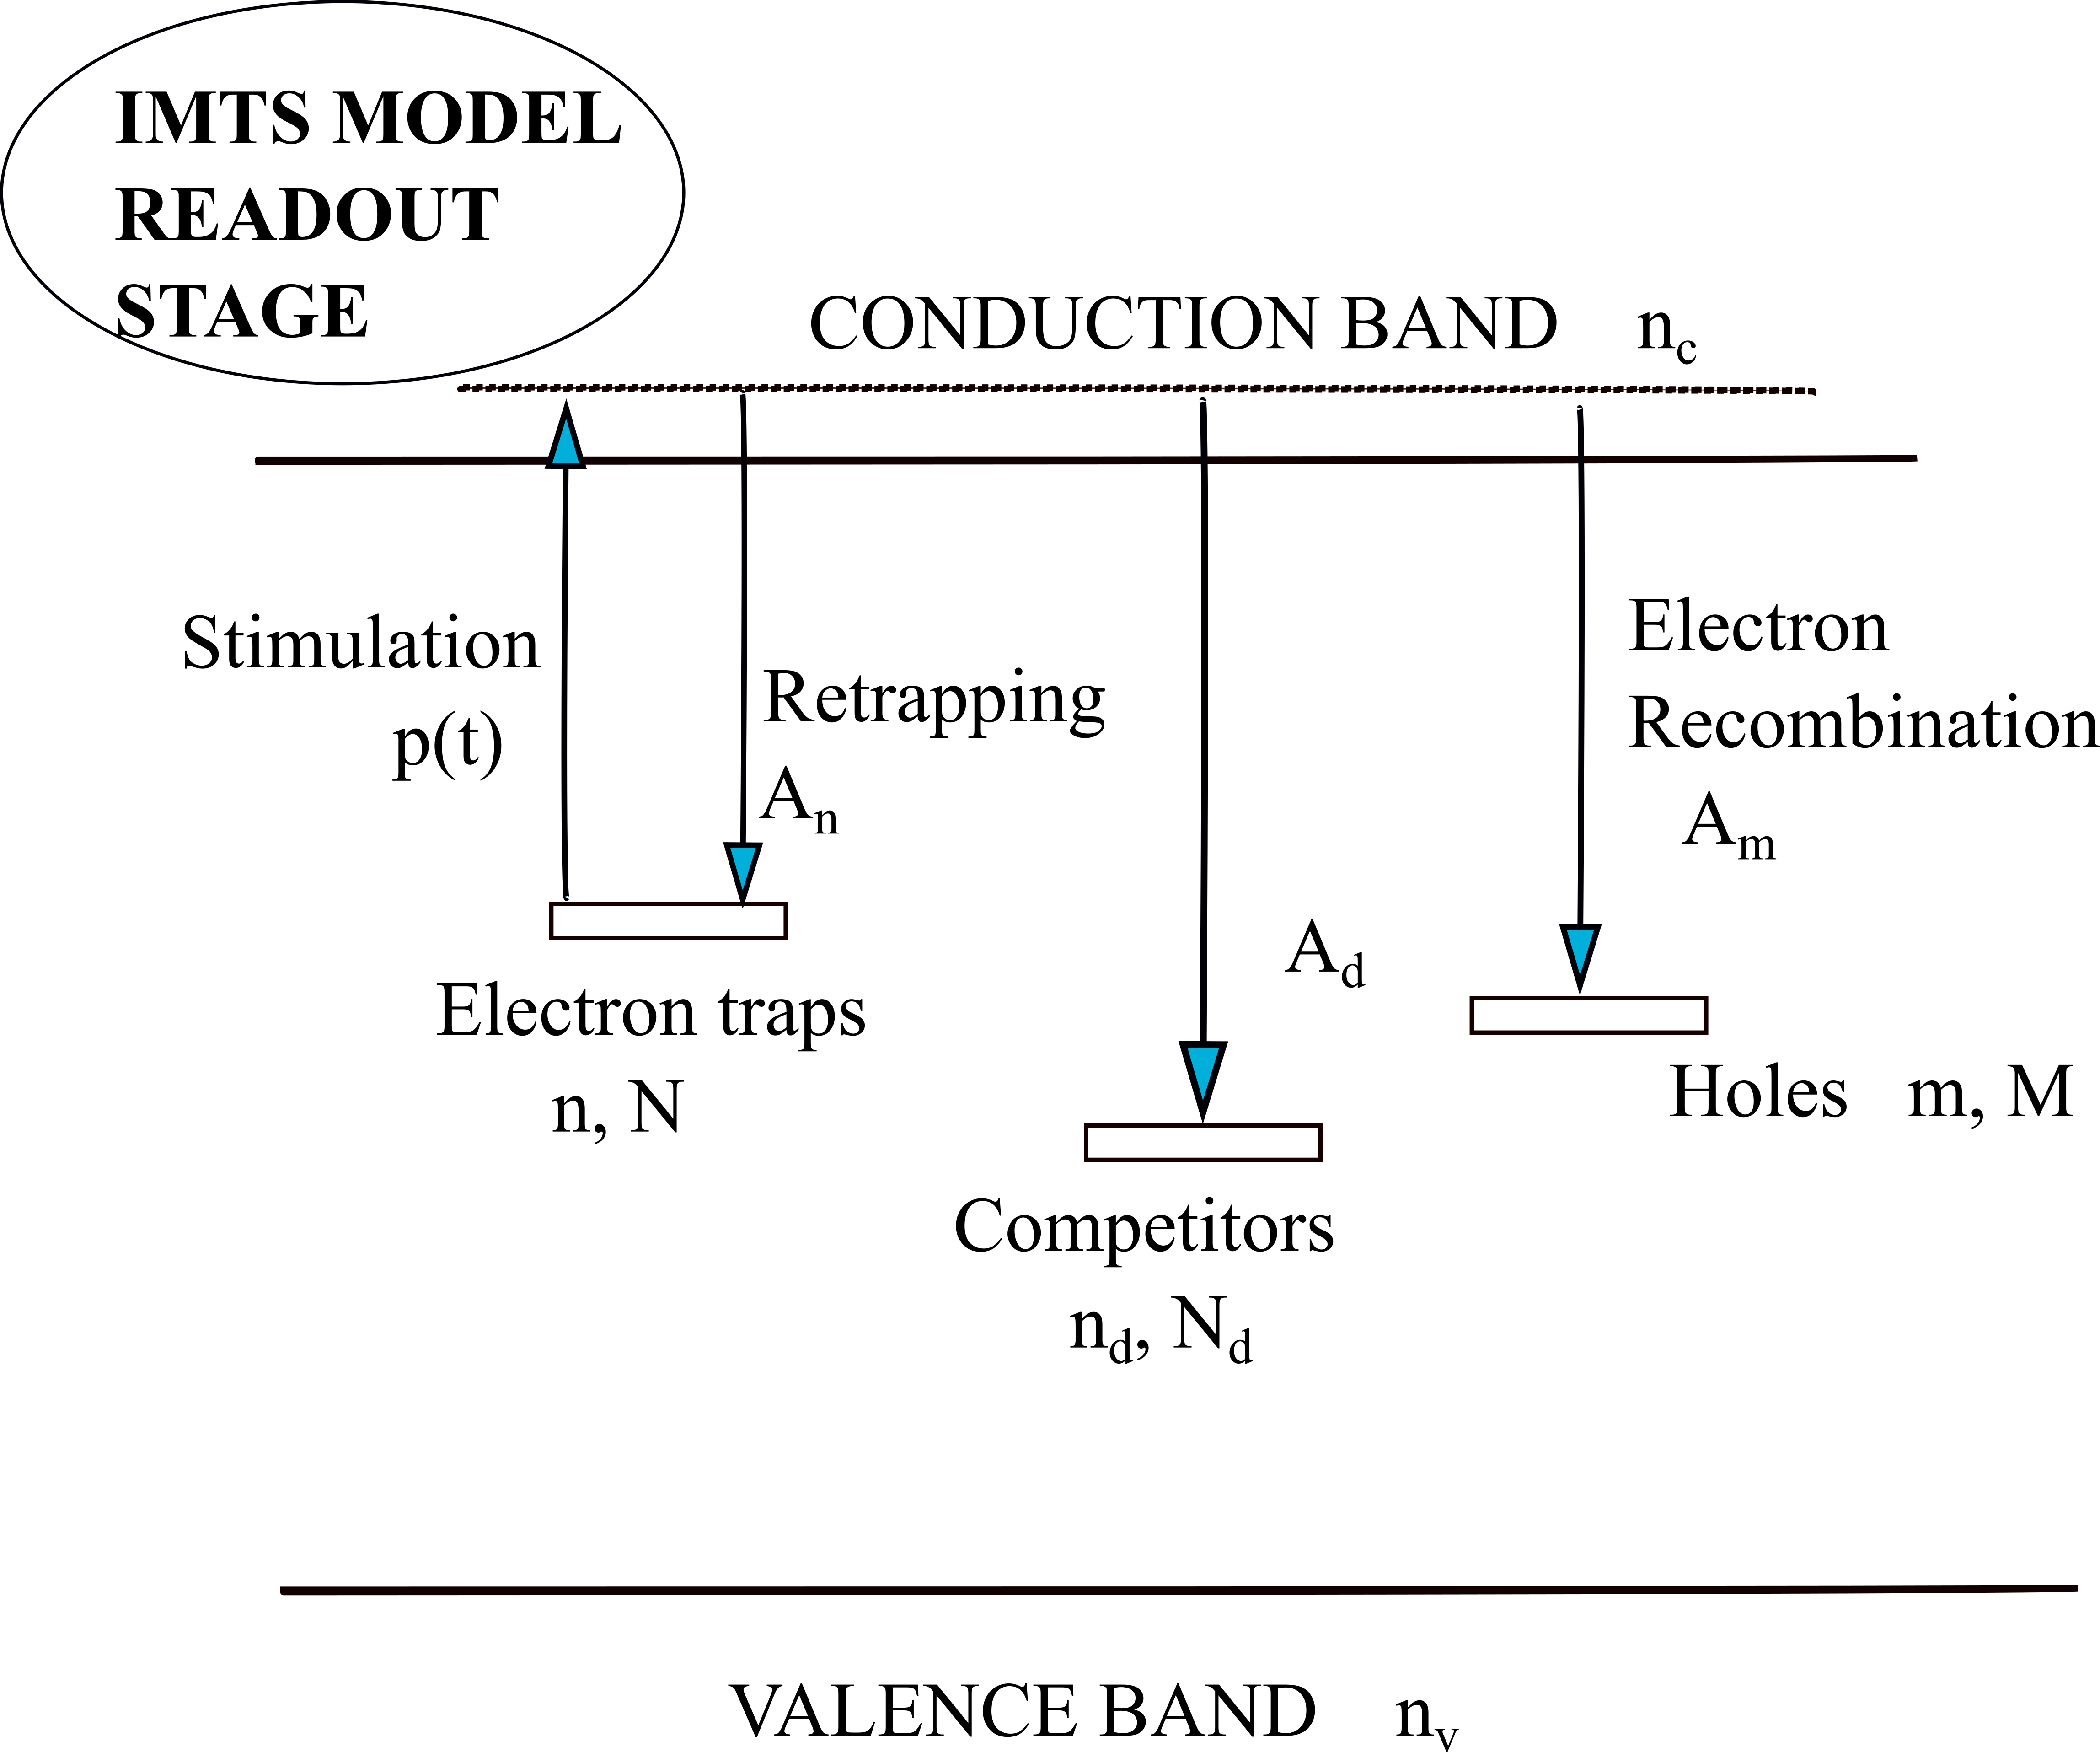 IMTS MODEL
READOUT
STAGE
CONDUCTION BAND n_c
Stimulation
p(t)
Retrapping
A_n
Electron
Recombination
A_m
A_d
Electron traps
n, N
Holes m, M
Competitors
n_d, N_d
VALENCE BAND n_v